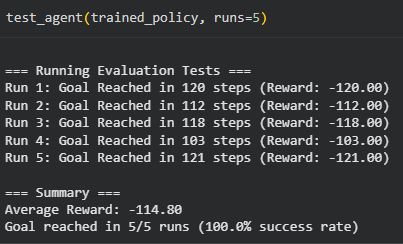 test_agent(trained_policy, runs=5)
=== Running Evaluation Tests ===
Run 1: Goal Reached in 120 steps (Reward: -120.00)
Run 2: Goal Reached in 112 steps (Reward: -112.00)
Run 3: Goal Reached in 118 steps (Reward: -118.00)
Run 4: Goal Reached in 103 steps (Reward: -103.00)
Run 5: Goal Reached in 121 steps (Reward: -121.00)
=== Summary ===
Average Reward: -114.80
Goal reached in 5/5 runs (100.0% success rate)